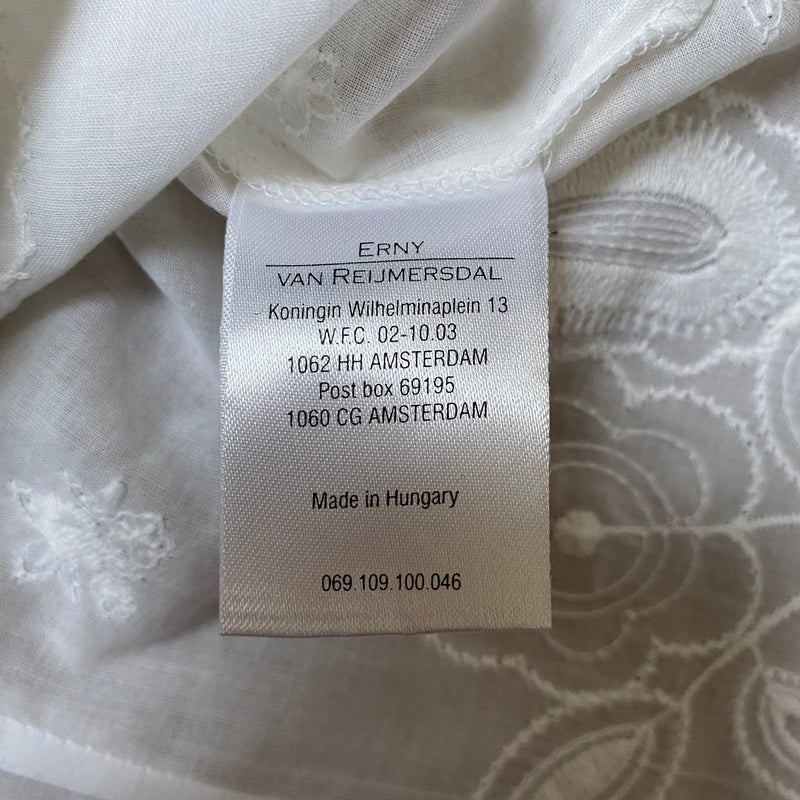 ERNY
VAN REIJMERSDAL
Koningin Wilhelminaplein 13
W.F.C. 02-10.03
1062 HH AMSTERDAM
Post box 69195
1060 CG AMSTERDAM
Made in Hungary
069.109.100.046